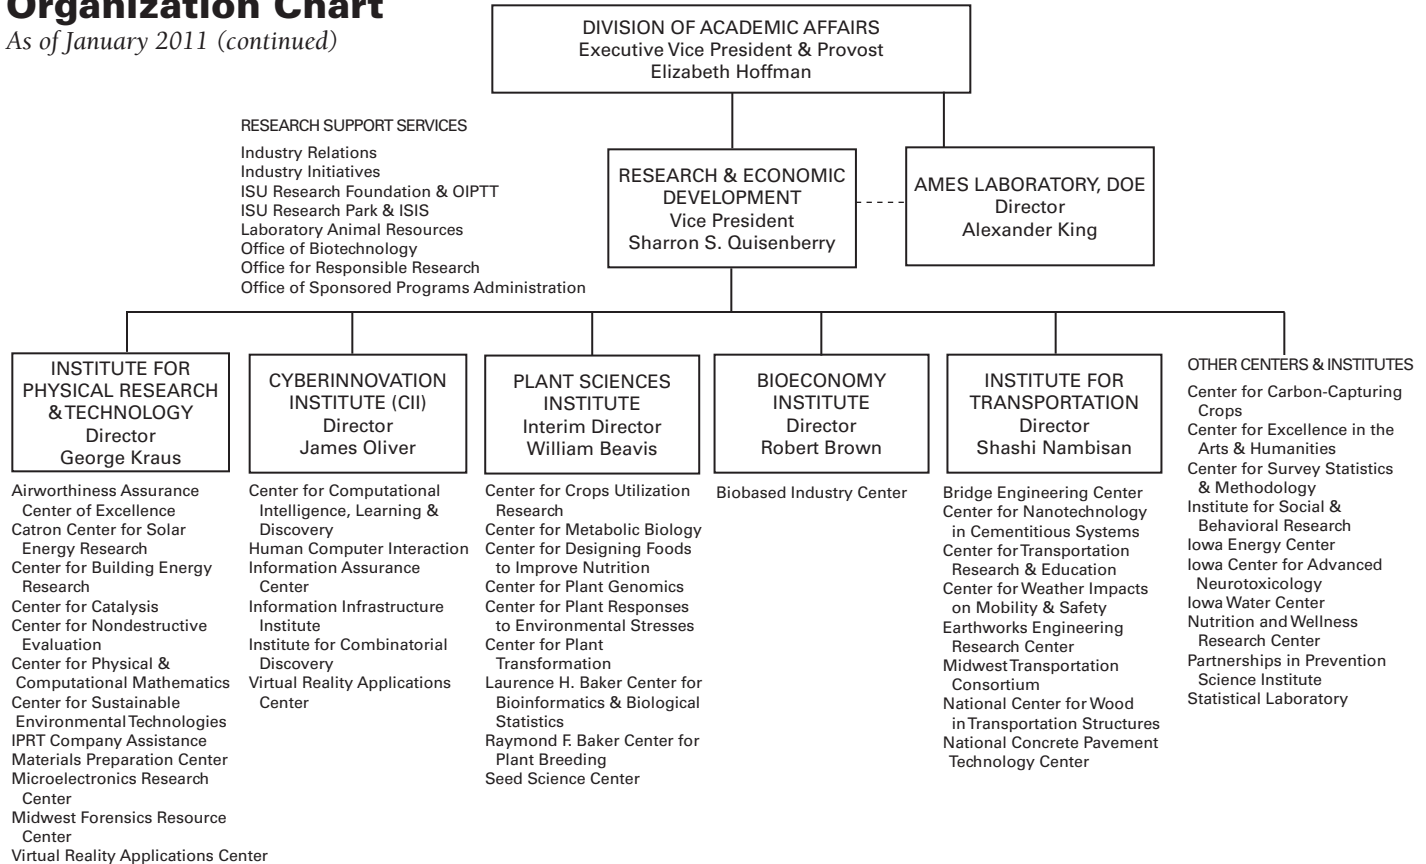 Organization Chart
As of January 2011 (continued)
DIVISION OF ACADEMIC AFFAIRS
Executive Vice President & Provost
Elizabeth Hoffman
RESEARCH SUPPORT SERVICES
Industry Relations
Industry Initiatives
ISU Research Foundation & OIPTT
ISU Research Park & ISIS
Laboratory Animal Resources
Office of Biotechnology
Office for Responsible Research
Office of Sponsored Programs Administration
RESEARCH & ECONOMIC
DEVELOPMENT
Vice President
Sharron S. Quisenberry
AMES LABORATORY, DOE
Director
Alexander King
INSTITUTE FOR
PHYSICAL RESEARCH
& TECHNOLOGY
Director
George Kraus
Airworthiness Assurance
Center of Excellence
Catron Center for Solar
Energy Research
Center for Building Energy
Research
Center for Catalysis
Center for Nondestructive
Evaluation
Center for Physical &
Computational Mathematics
Center for Sustainable
Environmental Technologies
IPRT Company Assistance
Materials Preparation Center
Microelectronics Research
Center
Midwest Forensics Resource
Center
Virtual Reality Applications Center
CYBERINNOVATION
INSTITUTE (CII)
Director
James Oliver
Center for Computational
Intelligence, Learning &
Discovery
Human Computer Interaction
Information Assurance
Center
Information Infrastructure
Institute
Institute for Combinatorial
Discovery
Virtual Reality Applications
Center
PLANT SCIENCES
INSTITUTE
Interim Director
William Beavis
Center for Crops Utilization
Research
Center for Metabolic Biology
Center for Designing Foods
to Improve Nutrition
Center for Plant Genomics
Center for Plant Responses
to Environmental Stresses
Center for Plant
Transformation
Laurence H. Baker Center for
Bioinformatics & Biological
Statistics
Raymond F. Baker Center for
Plant Breeding
Seed Science Center
BIOECONOMY
INSTITUTE
Director
Robert Brown
Biobased Industry Center
INSTITUTE FOR
TRANSPORTATION
Director
Shashi Nambisan
Bridge Engineering Center
Center for Nanotechnology
in Cementitious Systems
Center for Transportation
Research & Education
Center for Weather Impacts
on Mobility & Safety
Earthworks Engineering
Research Center
Midwest Transportation
Consortium
National Center for Wood
in Transportation Structures
National Concrete Pavement
Technology Center
OTHER CENTERS & INSTITUTES
Center for Carbon-Capturing
Crops
Center for Excellence in the
Arts & Humanities
Center for Survey Statistics
& Methodology
Institute for Social &
Behavioral Research
Iowa Energy Center
Iowa Center for Advanced
Neurotoxicology
Iowa Water Center
Nutrition and Wellness
Research Center
Partnerships in Prevention
Science Institute
Statistical Laboratory